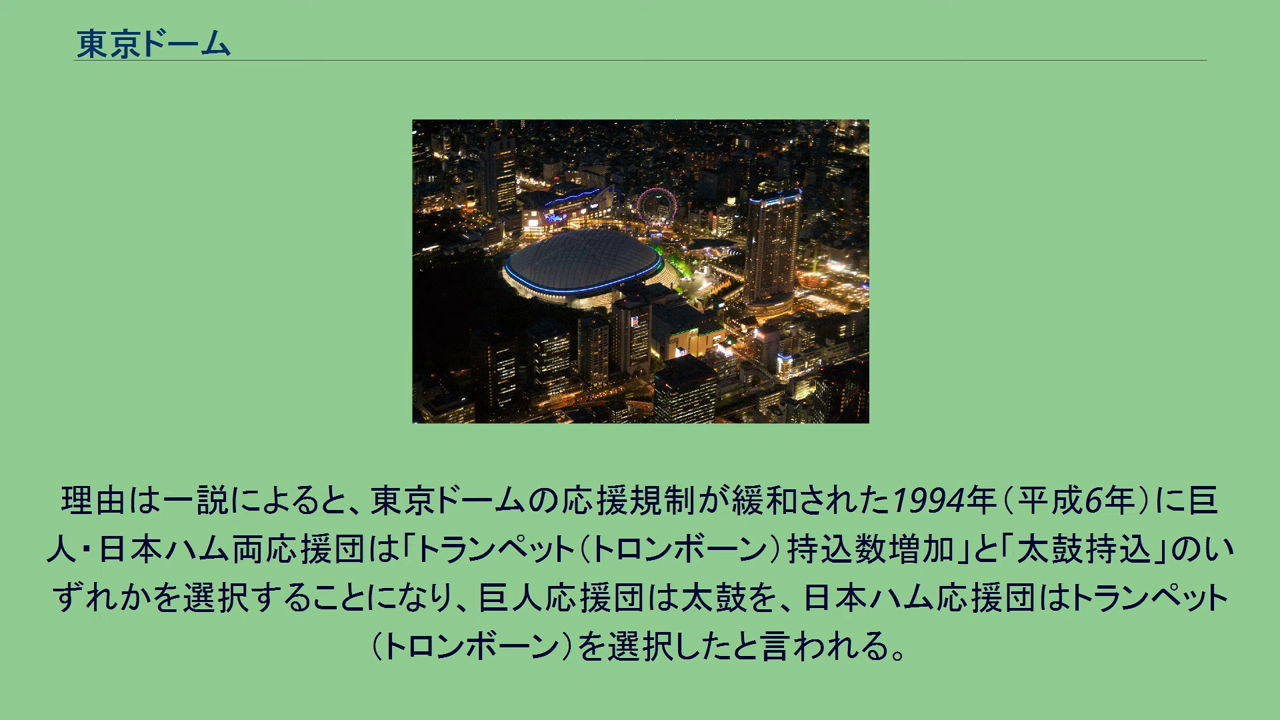 東京ドーム
理由は一説によると、東京ドームの応援規制が緩和された1994年（平成6年）に巨
人・日本ハム両応援団は「トランペット（トロンボーン）持込数増加」と「太鼓持込」のい
ずれかを選択することになり、巨人応援団は太鼓を、日本ハム応援団はトランペット
（トロンボーン）を選択したと言われる。